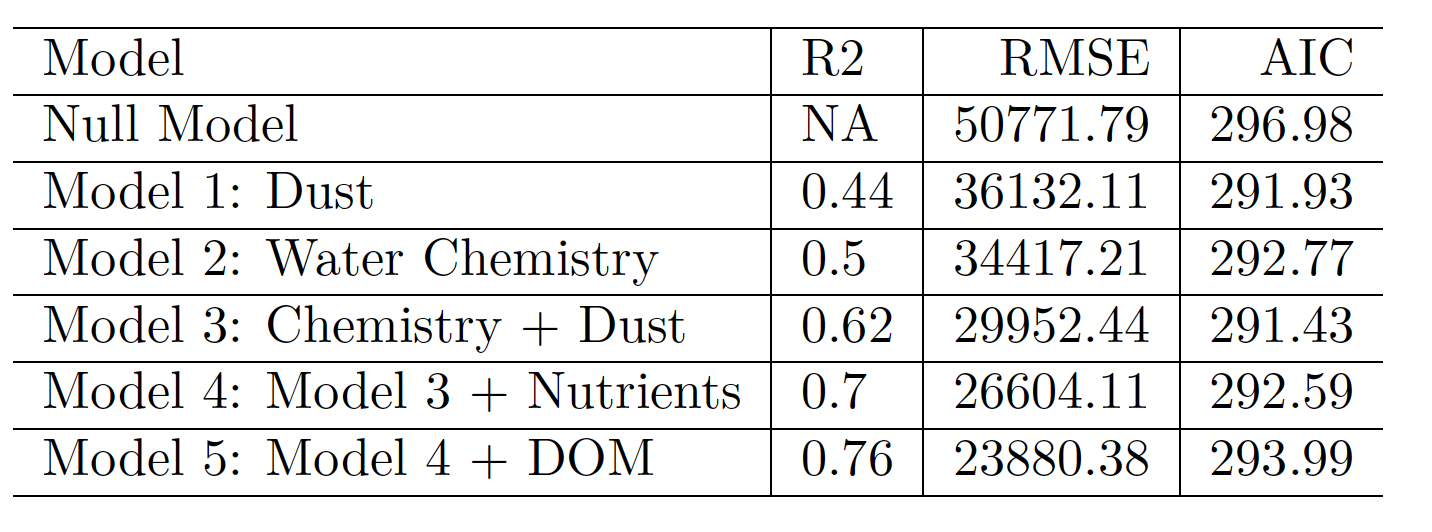 Model R2 RMSE AIC
Null Model NA 50771.79 296.98
Model 1: Dust 0.44 36132.11 291.93
Model 2: Water Chemistry 0.5 34417.21 292.77
Model 3: Chemistry + Dust 0.62 29952.44 291.43
Model 4: Model 3 + Nutrients 0.7 26604.11 292.59
Model 5: Model 4 + DOM 0.76 23880.38 293.99